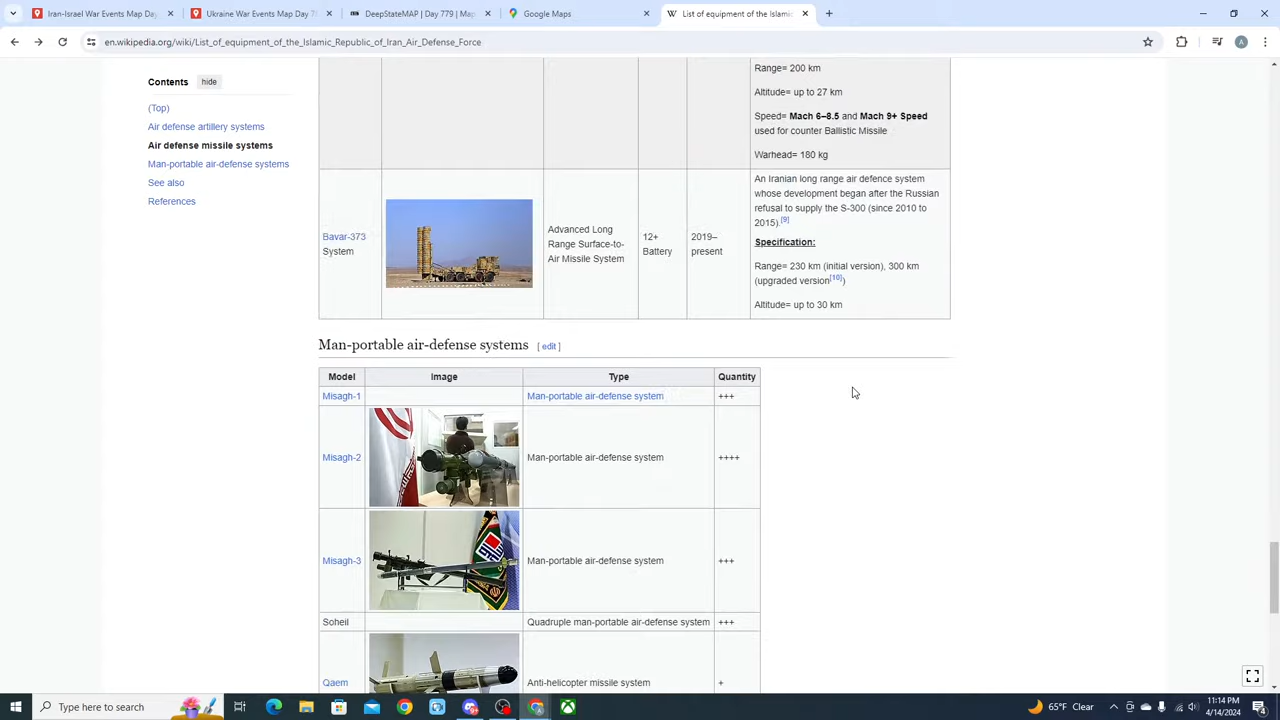 Iran-Israel War Events Map Day
Ukraine War Events Map Day 7
DeepStateMAP | Day 779 | Map
Google Maps
List of equipment of the Islamic
en.wikipedia.org/wiki/List_of_equipment_of_the_Islamic_Republic_of_Iran_Air_Defense_Force
A
Contents hide
(Top)
Air defense artillery systems
Air defense missile systems
Man-portable air-defense systems
See also
References
Range= 200 km
Altitude= up to 27 km
Speed= Mach 6–8.5 and Mach 9+ Speed
used for counter Ballistic Missile
Warhead= 180 kg
Bavar-373
System
Advanced Long
Range Surface-to-
Air Missile System
12+
Battery
2019–
present
An Iranian long range air defence system
whose development began after the Russian
refusal to supply the S-300 (since 2010 to
2015).[9]
Specification:
Range= 230 km (initial version), 300 km
(upgraded version[10])
Altitude= up to 30 km
Man-portable air-defense systems [ edit ]
Model Image Type Quantity
Misagh-1 Man-portable air-defense system +++
Misagh-2 Man-portable air-defense system ++++
Misagh-3 Man-portable air-defense system +++
Soheil Quadruple man-portable air-defense system +++
Qaem Anti-helicopter missile system +
Type here to search
65°F Clear
11:14 PM
4/14/2024